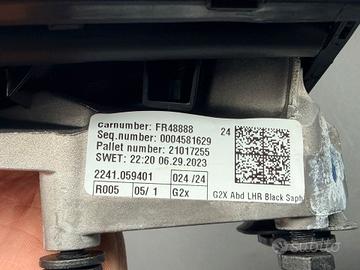 Carnumber: FR48888
Seq.number: 0004581629
Pallet number: 21017255
SWET: 22:20 06.29.2023
24
2241.059401 024/24
R005 05/ 1 G2x
G2X Abd LHR Black Saph
subito